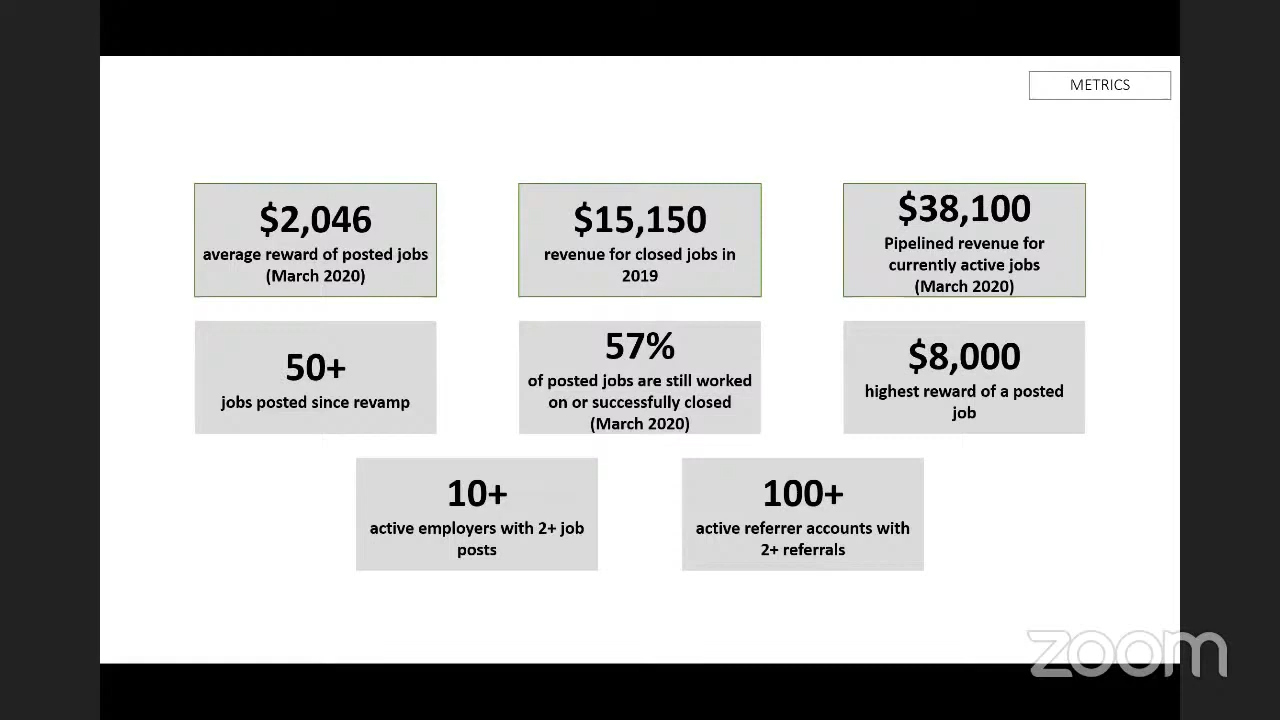 METRICS
$2,046
average reward of posted jobs
(March 2020)
$15,150
revenue for closed jobs in
2019
$38,100
Pipelined revenue for
currently active jobs
(March 2020)
50+
jobs posted since revamp
57%
of posted jobs are still worked
on or successfully closed
(March 2020)
$8,000
highest reward of a posted
job
10+
active employers with 2+ job
posts
100+
active referrer accounts with
2+ referrals
zoom